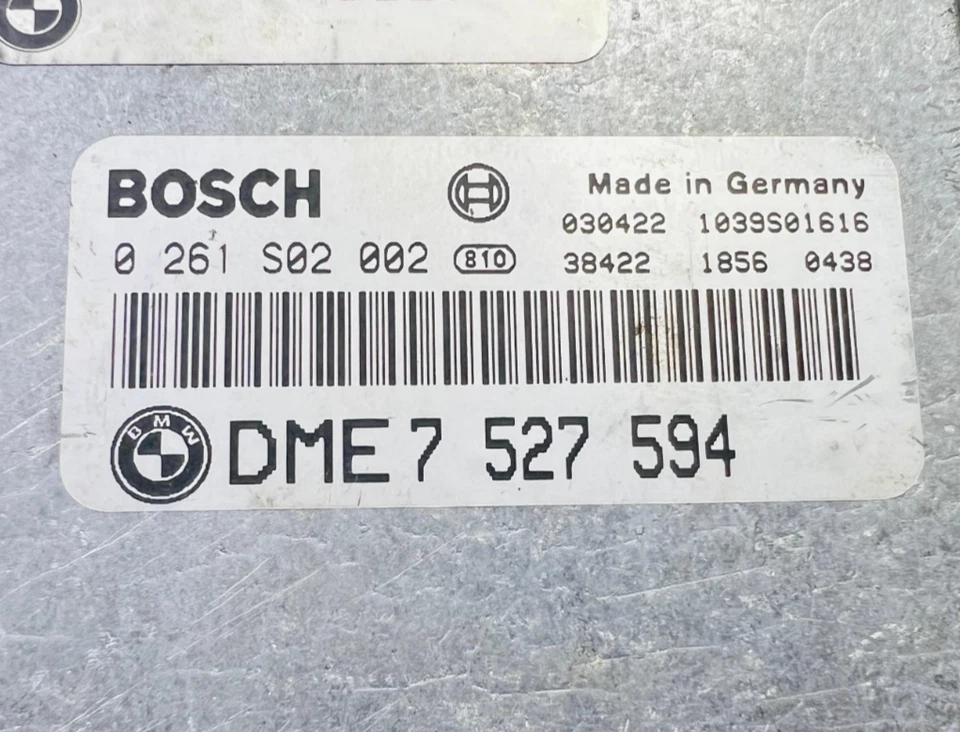 BOSCH Made in Germany
030422 1039S01616
0 261 S02 002 810 38422 1856 0438
BMW DME 7 527 594